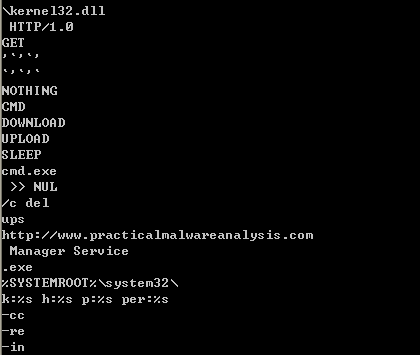 \kernel32.dll
HTTP/1.0
GET
'`'`'
`'`'`
NOTHING
CMD
DOWNLOAD
UPLOAD
SLEEP
cmd.exe
>> NUL
/c del
ups
http://www.practicalmalwareanalysis.com
Manager Service
.exe
%SYSTEMROOT%\system32\
k:%s h:%s p:%s per:%s
-cc
-re
-in